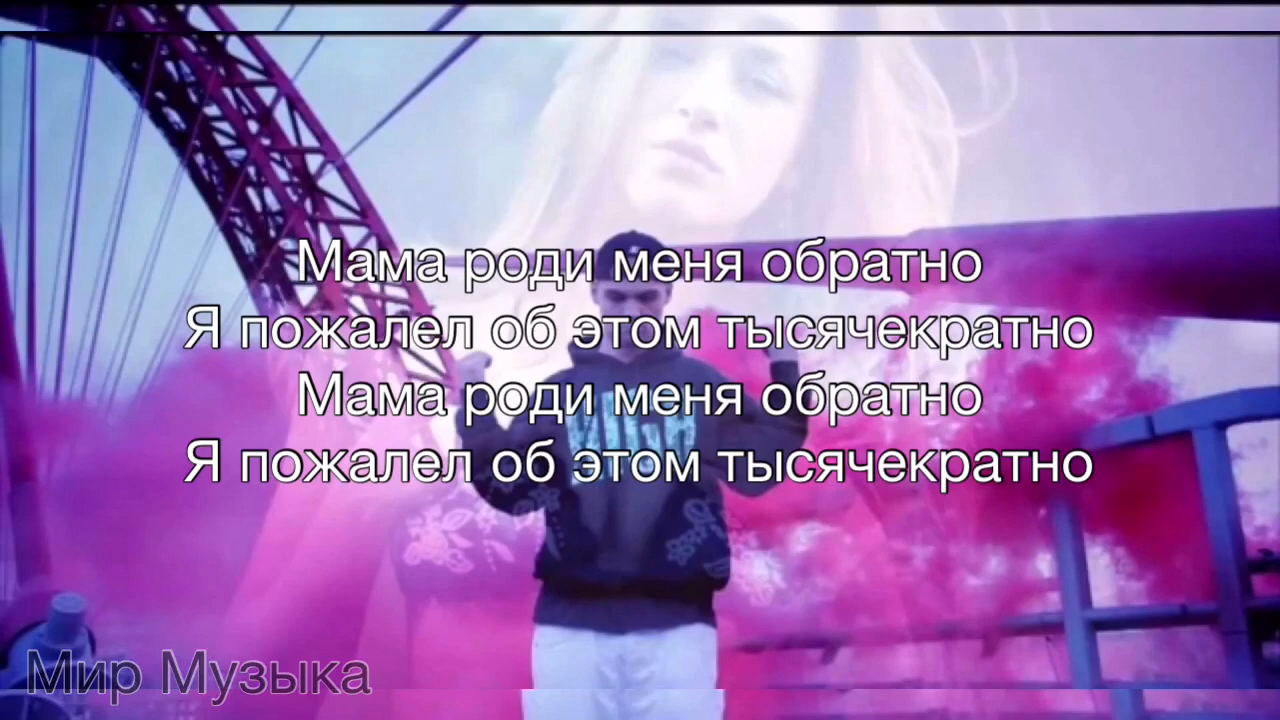 Мама роди меня обратно
Я пожалел об этом тысячекратно
Мама роди меня обратно
Я пожалел об этом тысячекратно
Мир Музыка